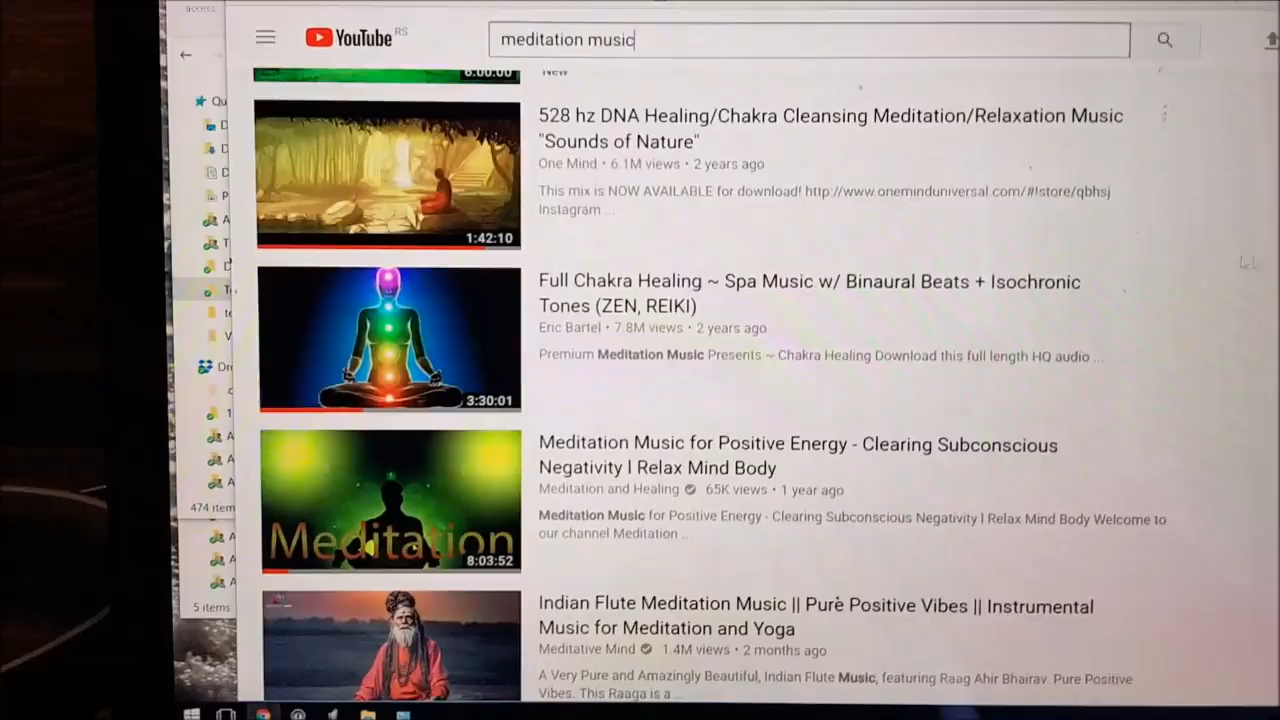 access
YouTube RS
meditation music
Qu
6:00:00
New
528 hz DNA Healing/Chakra Cleansing Meditation/Relaxation Music
"Sounds of Nature"
One Mind • 6.1M views • 2 years ago
This mix is NOW AVAILABLE for download! http://www.oneminduniversal.com/#!store/qbhsj
Instagram ...
1:42:10
Full Chakra Healing ~ Spa Music w/ Binaural Beats + Isochronic
Tones (ZEN, REIKI)
Eric Bartel • 7.8M views • 2 years ago
Premium Meditation Music Presents ~ Chakra Healing Download this full length HQ audio ...
3:30:01
Meditation Music for Positive Energy - Clearing Subconscious
Negativity l Relax Mind Body
Meditation and Healing 65K views • 1 year ago
Meditation Music for Positive Energy - Clearing Subconscious Negativity l Relax Mind Body Welcome to
our channel Meditation ..
Meditation
8:03:52
474 item
5 items
Indian Flute Meditation Music || Pure Positive Vibes || Instrumental
Music for Meditation and Yoga
Meditative Mind 1.4M views • 2 months ago
A Very Pure and Amazingly Beautiful, Indian Flute Music, featuring Raag Ahir Bhairav. Pure Positive
Vibes. This Raaga is a ...